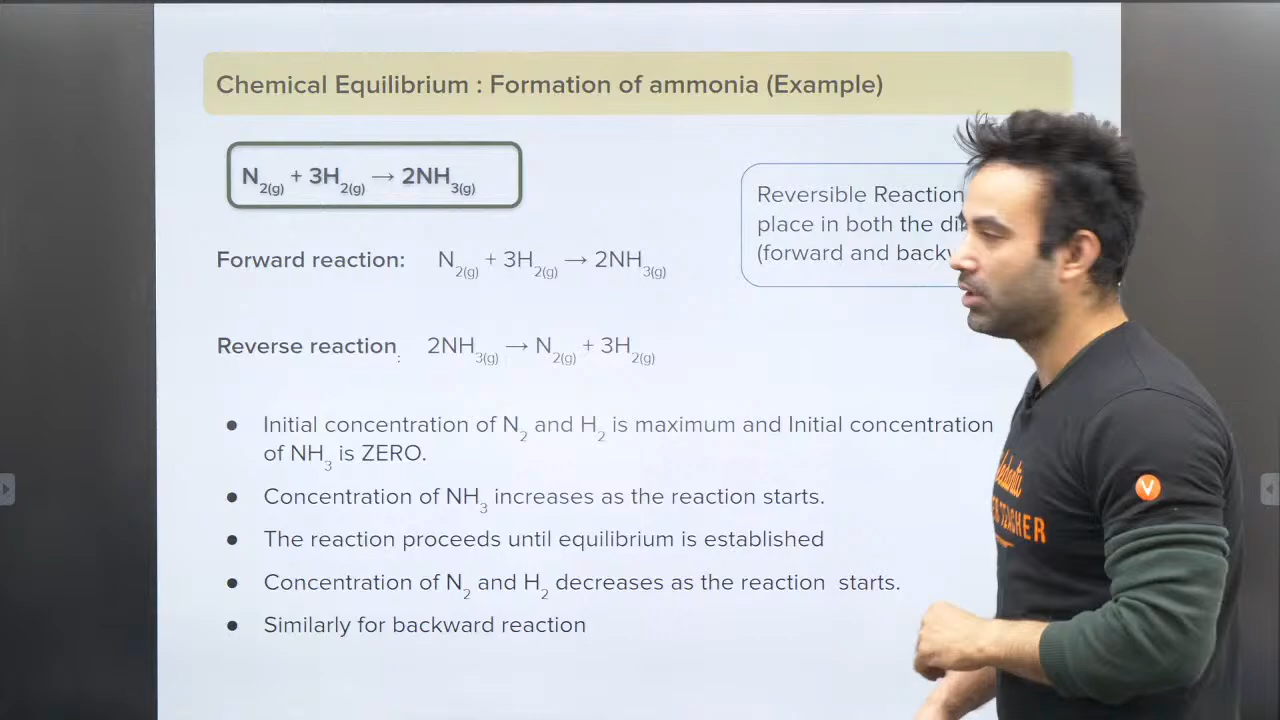 Chemical Equilibrium : Formation of ammonia (Example)
N2(g) + 3H2(g) → 2NH3(g)
Reversible Reaction
place in both the
(forward and
Forward reaction: N2(g) + 3H2(g) → 2NH3(g)
Reverse reaction: 2NH3(g) → N2(g) + 3H2(g)
● Initial concentration of N2 and H2 is maximum and Initial concentration
of NH3 is ZERO.
● Concentration of NH3 increases as the reaction starts.
● The reaction proceeds until equilibrium is established
● Concentration of N2 and H2 decreases as the reaction starts.
● Similarly for backward reaction
V
TEACHER